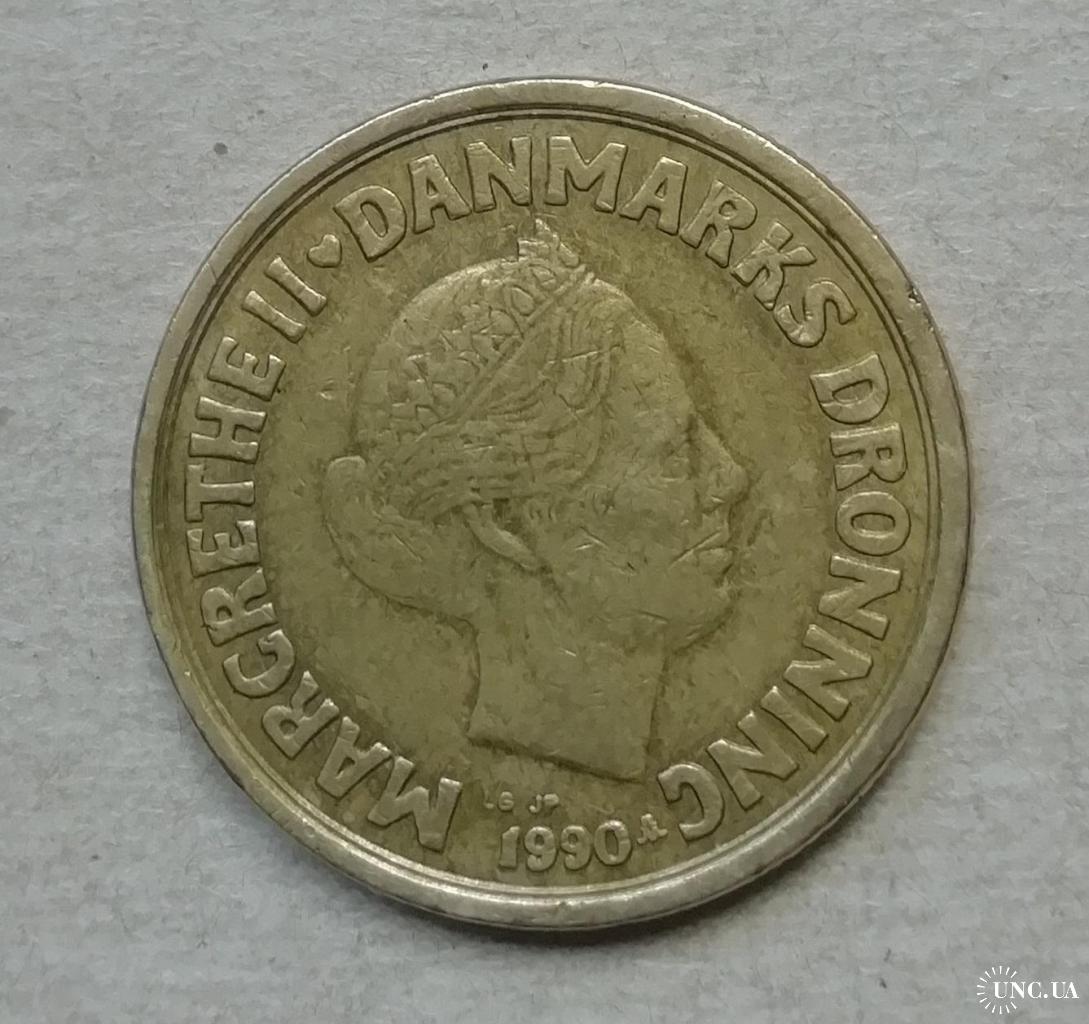 MARGRETHE II ♥ DANMARKS DRONNING
LG JP
1990
UNC.UA